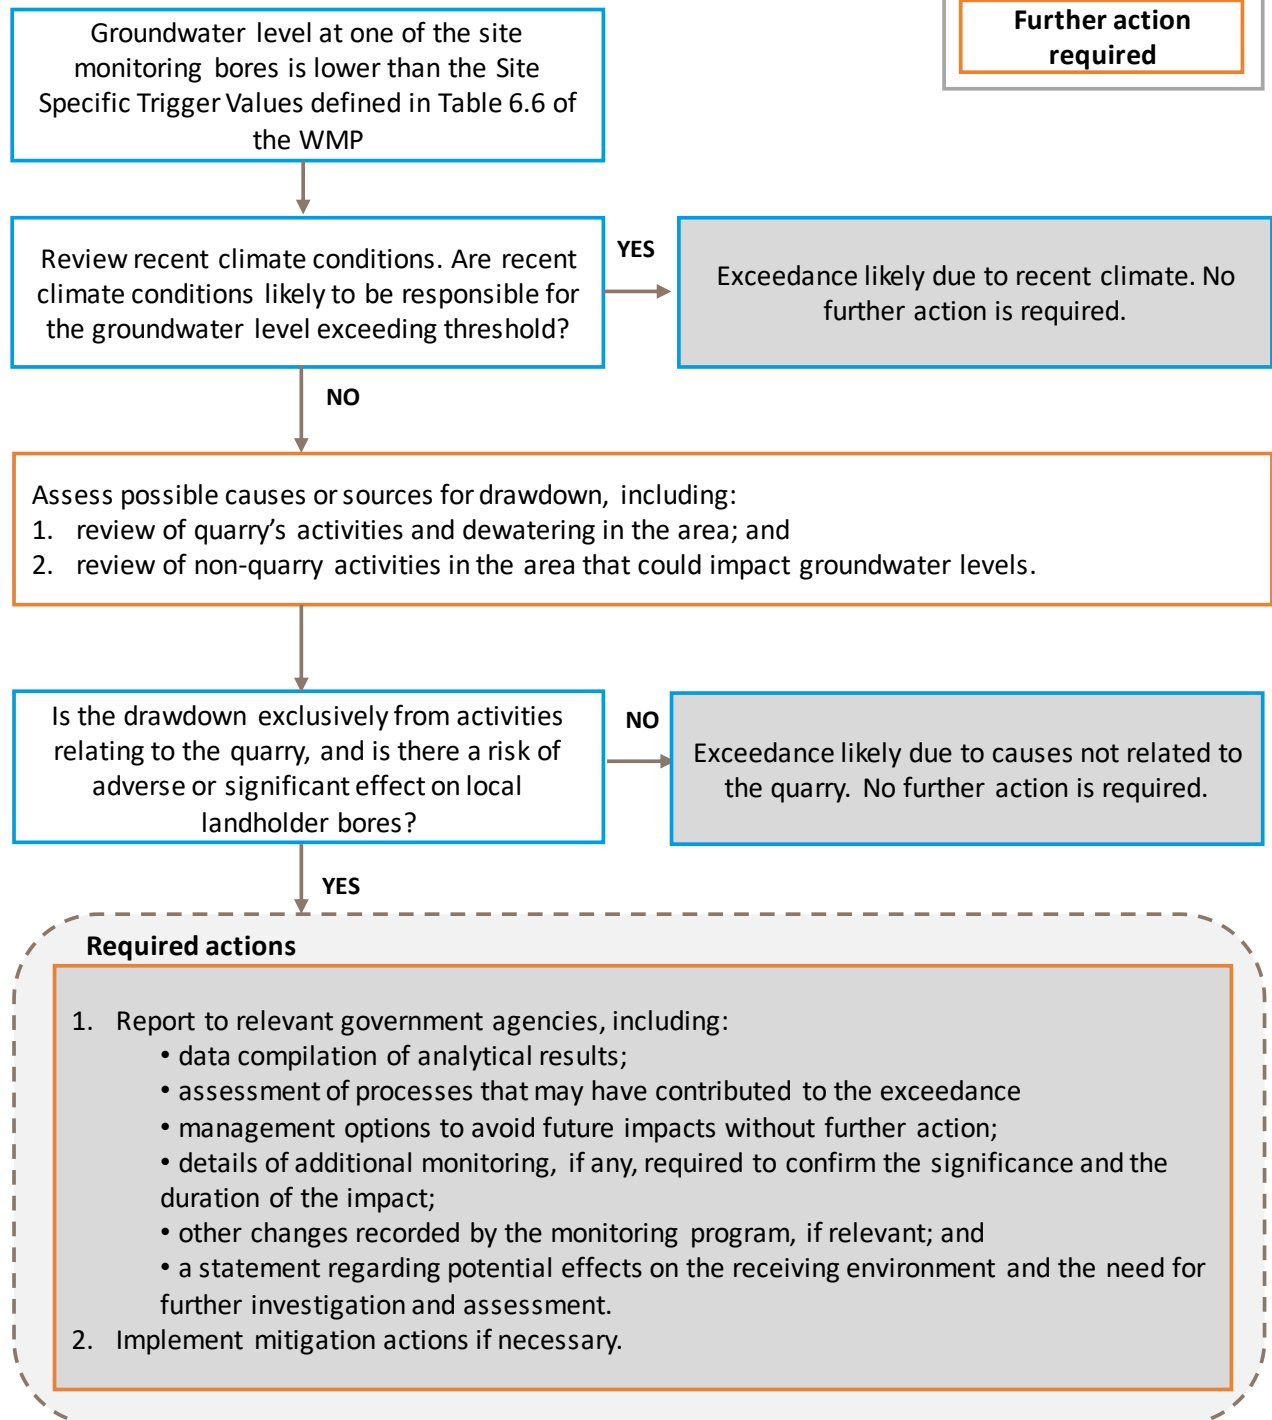 Further action
required
Groundwater level at one of the site
monitoring bores is lower than the Site
Specific Trigger Values defined in Table 6.6 of
the WMP
Review recent climate conditions. Are recent
climate conditions likely to be responsible for
the groundwater level exceeding threshold?
YES
Exceedance likely due to recent climate. No
further action is required.
NO
Assess possible causes or sources for drawdown, including:
1. review of quarry’s activities and dewatering in the area; and
2. review of non-quarry activities in the area that could impact groundwater levels.
Is the drawdown exclusively from activities
relating to the quarry, and is there a risk of
adverse or significant effect on local
landholder bores?
NO
Exceedance likely due to causes not related to
the quarry. No further action is required.
YES
Required actions
1. Report to relevant government agencies, including:
• data compilation of analytical results;
• assessment of processes that may have contributed to the exceedance
• management options to avoid future impacts without further action;
• details of additional monitoring, if any, required to confirm the significance and the
duration of the impact;
• other changes recorded by the monitoring program, if relevant; and
• a statement regarding potential effects on the receiving environment and the need for
further investigation and assessment.
2. Implement mitigation actions if necessary.